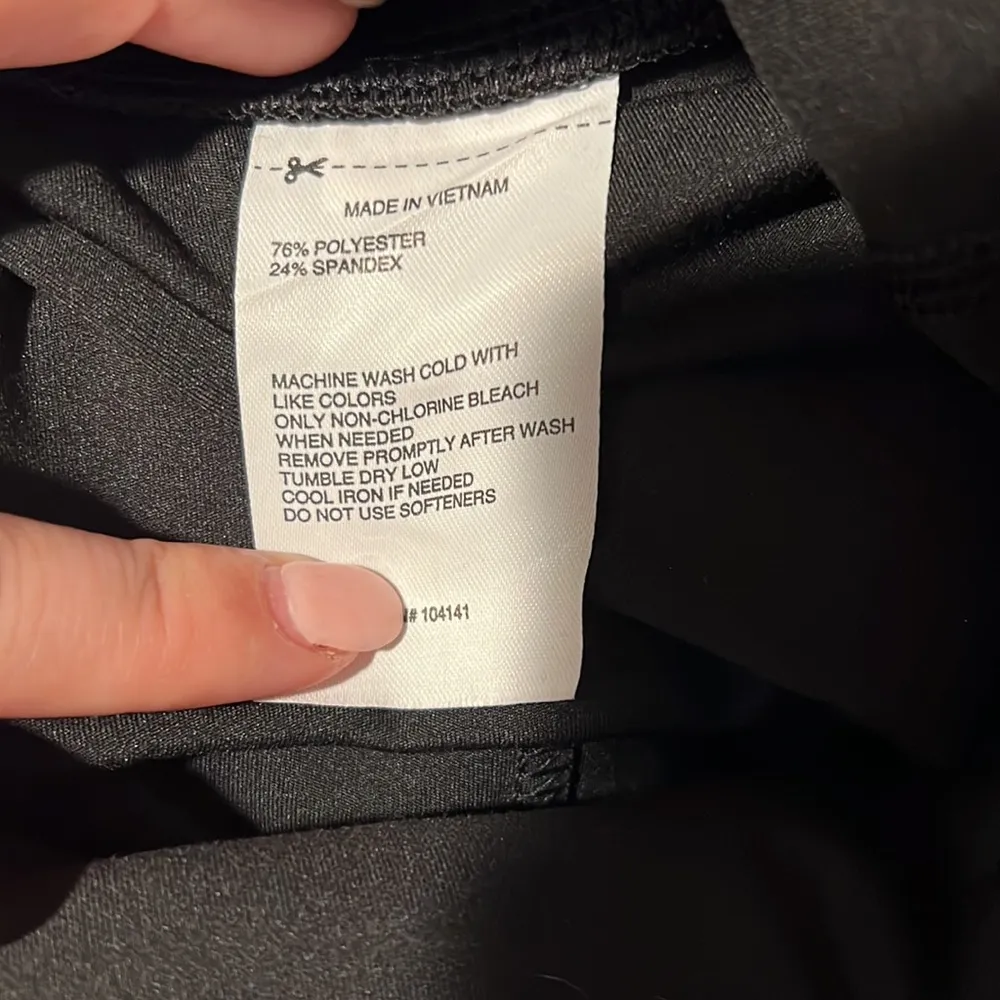 MADE IN VIETNAM
76% POLYESTER
24% SPANDEX
MACHINE WASH COLD WITH
LIKE COLORS
ONLY NON-CHLORINE BLEACH
WHEN NEEDED
REMOVE PROMPTLY AFTER WASH
TUMBLE DRY LOW
COOL IRON IF NEEDED
DO NOT USE SOFTENERS
# 104141